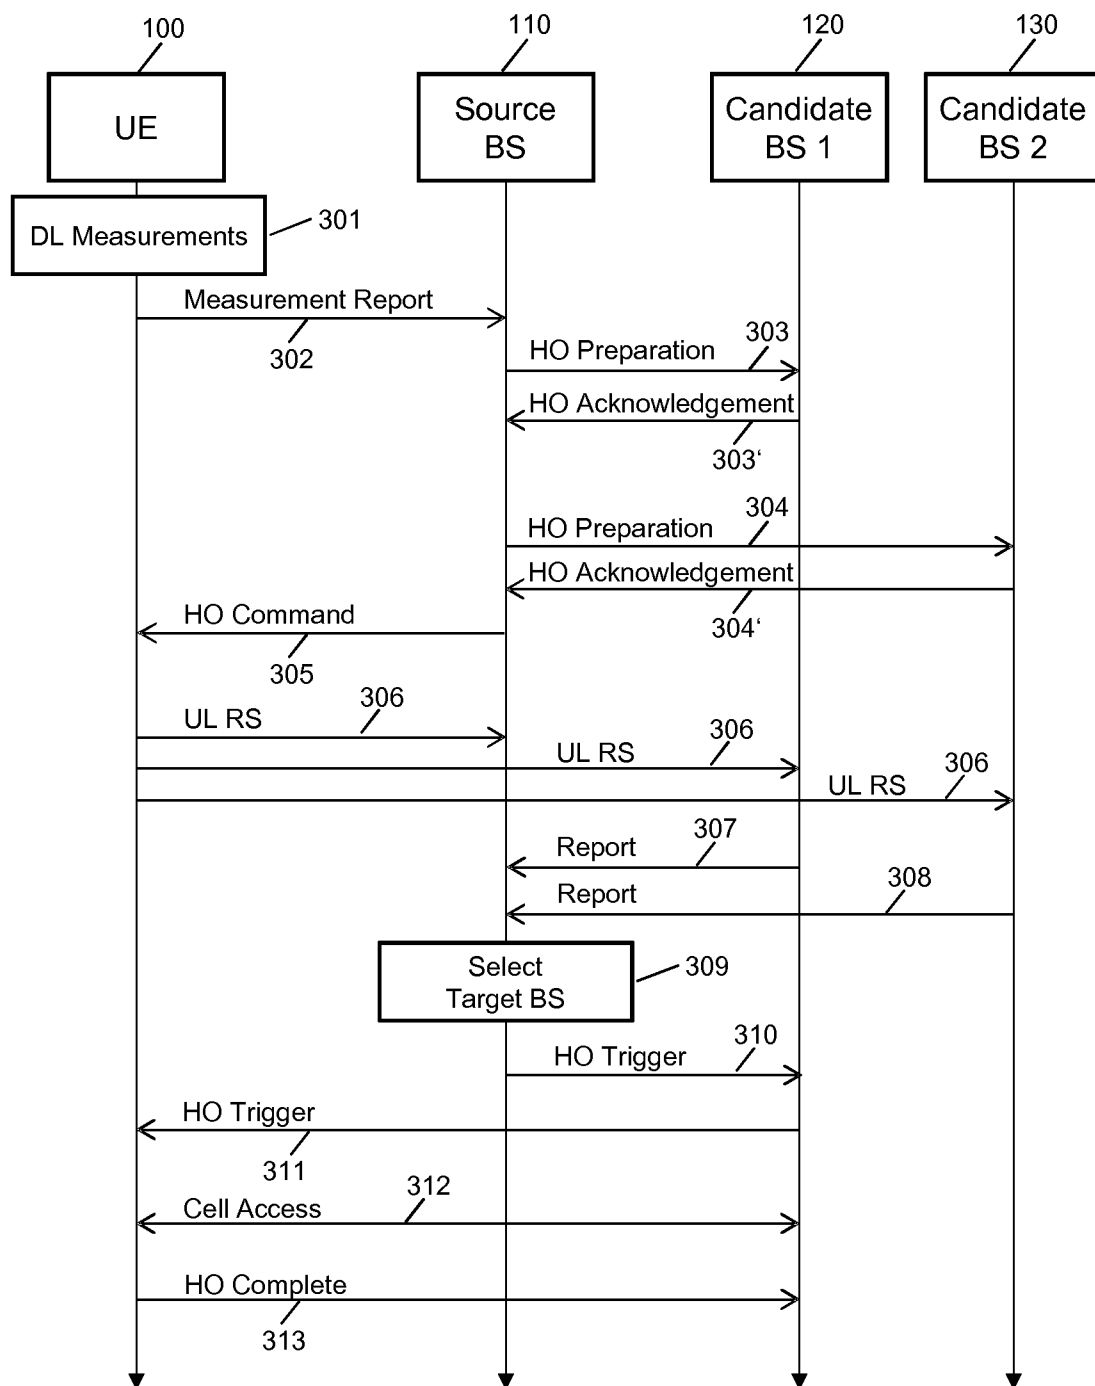 100
110
120
130
UE
Source
BS
Candidate
BS 1
Candidate
BS 2
DL Measurements
301
Measurement Report
302
HO Preparation
303
HO Acknowledgement
303‘
HO Preparation
304
HO Acknowledgement
304‘
HO Command
305
UL RS
306
UL RS
306
UL RS
306
Report
307
Report
308
Select
Target BS
309
HO Trigger
310
HO Trigger
311
Cell Access
312
HO Complete
313